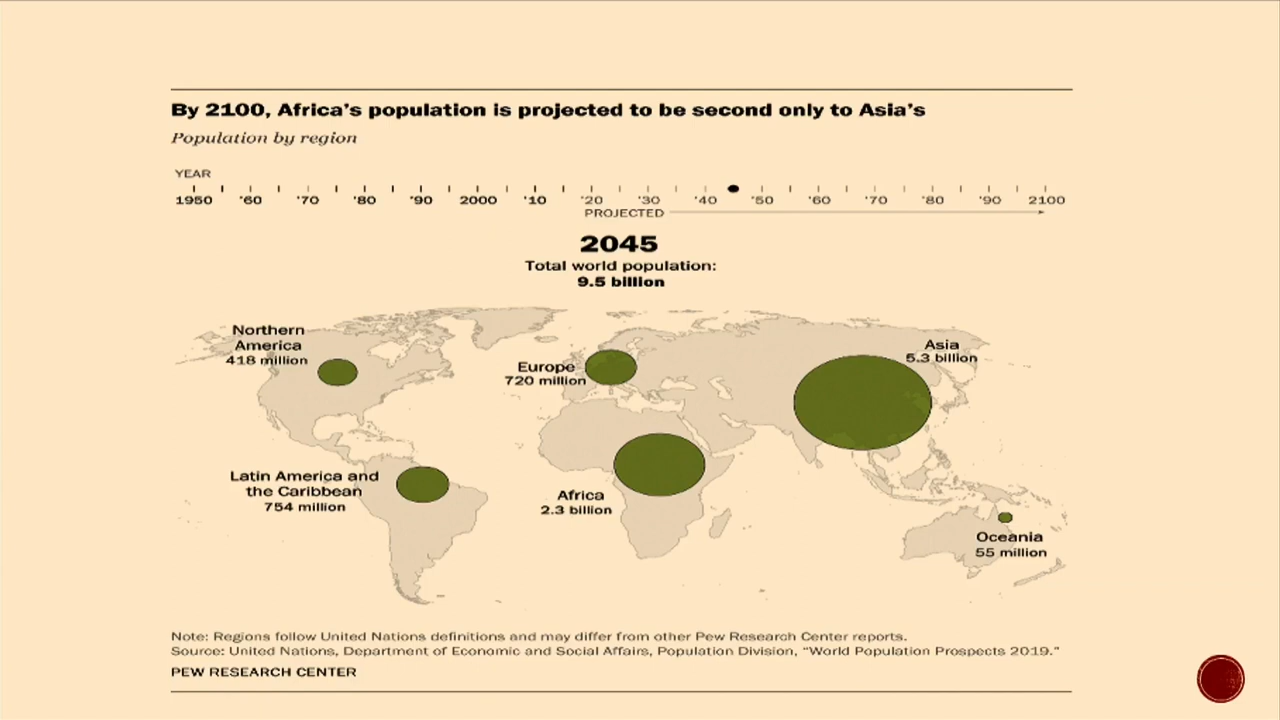 By 2100, Africa's population is projected to be second only to Asia's
Population by region
YEAR
1950 '60 '70 '80 '90 2000 '10 '20 '30 '40 '50 '60 '70 '80 '90 2100
PROJECTED
2045
Total world population:
9.5 billion
Northern
America
418 million
Europe
720 million
Asia
5.3 billion
Latin America and
the Caribbean
754 million
Africa
2.3 billion
Oceania
55 million
Note: Regions follow United Nations definitions and may differ from other Pew Research Center reports.
Source: United Nations, Department of Economic and Social Affairs, Population Division, “World Population Prospects 2019.”
PEW RESEARCH CENTER